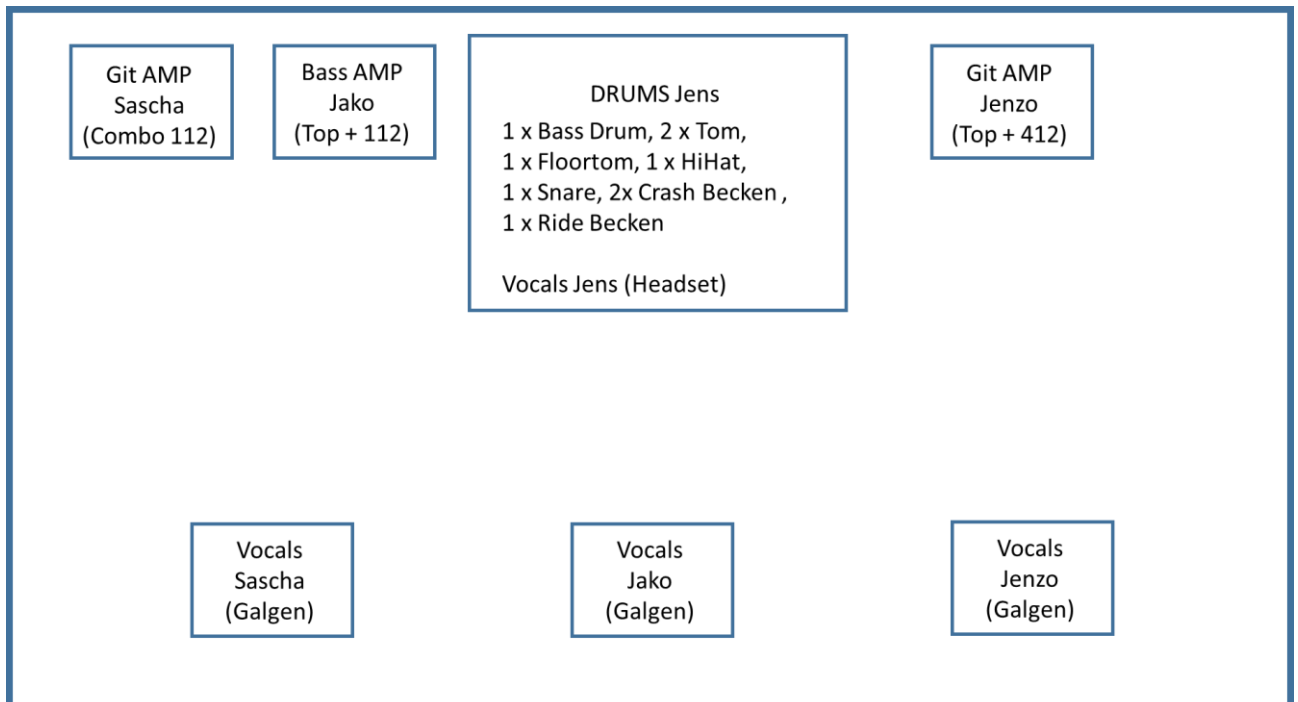 Git AMP
Sascha
(Combo 112)
Bass AMP
Jako
(Top + 112)
DRUMS Jens
1 x Bass Drum, 2 x Tom,
1 x Floortom, 1 x HiHat,
1 x Snare, 2x Crash Becken ,
1 x Ride Becken
Vocals Jens (Headset)
Git AMP
Jenzo
(Top + 412)
Vocals
Sascha
(Galgen)
Vocals
Jako
(Galgen)
Vocals
Jenzo
(Galgen)